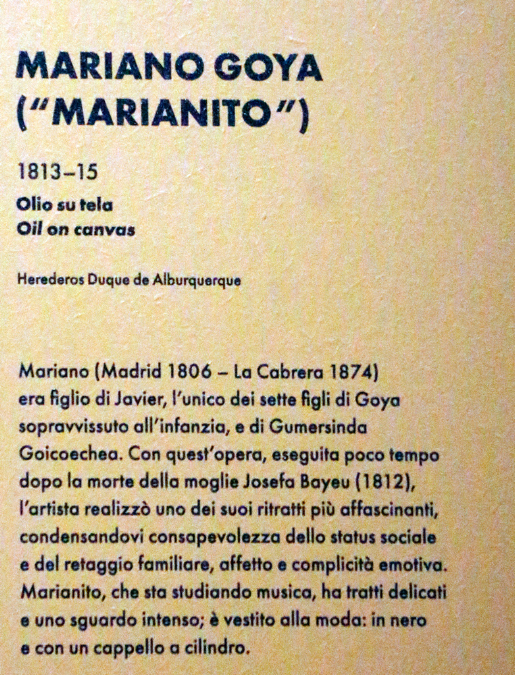 MARIANO GOYA
("MARIANITO")
1813–15
Olio su tela
Oil on canvas
Herederos Duque de Alburquerque
Mariano (Madrid 1806 – La Cabrera 1874)
era figlio di Javier, l'unico dei sette figli di Goya
sopravvissuto all'infanzia, e di Gumersinda
Goicoechea. Con quest'opera, eseguita poco tempo
dopo la morte della moglie Josefa Bayeu (1812),
l'artista realizzò uno dei suoi ritratti più affascinanti,
condensandovi consapevolezza dello status sociale
e del retaggio familiare, affetto e complicità emotiva.
Marianito, che sta studiando musica, ha tratti delicati
e uno sguardo intenso; è vestito alla moda: in nero
e con un cappello a cilindro.